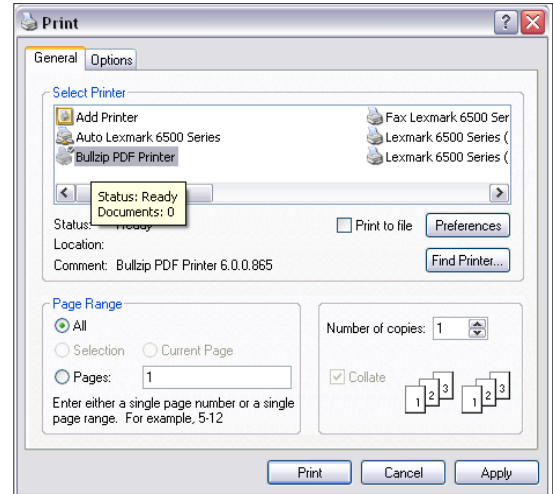 Print
General Options
Select Printer
Add Printer
Auto Lexmark 6500 Series
Bullzip PDF Printer
Fax Lexmark 6500 Ser
Lexmark 6500 Series (
Lexmark 6500 Series (
Status: Ready
Documents: 0
Status: Ready
Location:
Comment: Bullzip PDF Printer 6.0.0.865
Print to file
Preferences
Find Printer...
Page Range
All
Selection Current Page
Pages: 1
Enter either a single page number or a single
page range. For example, 5-12
Number of copies: 1
Collate
1 2 3 1 2 3
Print Cancel Apply